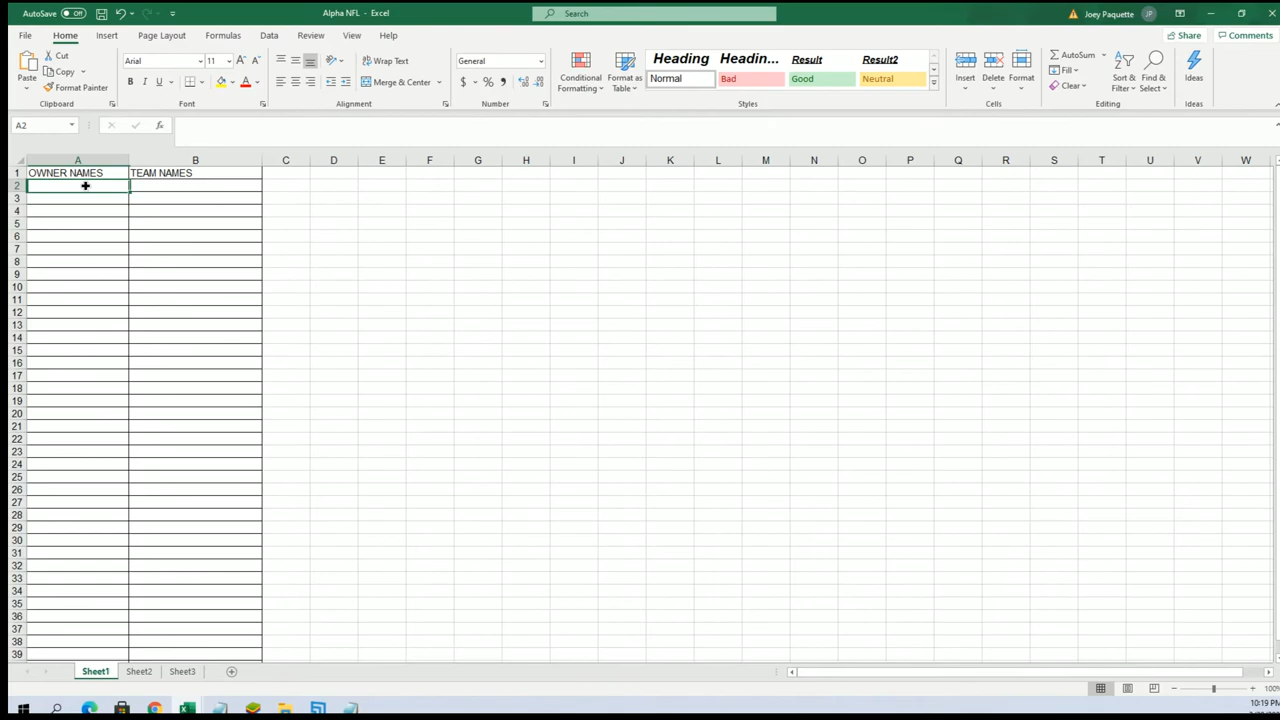 AutoSave Off
Alpha NFL - Excel
Search
Joey Paquette JP
File Home Insert Page Layout Formulas Data Review View Help
Share Comments
Paste
Cut
Copy
Format Painter
Clipboard
Arial 11
B I U
Font
Wrap Text
Merge & Center
Alignment
General
$ %
Number
Conditional Formatting
Format as Table
Heading Headin... Result Result2
Normal Bad Good Neutral
Styles
Insert Delete Format
Cells
AutoSum
Fill
Clear
Sort & Filter
Find & Select
Editing
Ideas
Ideas
A2
fx
A B C D E F G H I J K L M N O P Q R S T U V W
1 OWNER NAMES TEAM NAMES
2
3
4
5
6
7
8
9
10
11
12
13
14
15
16
17
18
19
20
21
22
23
24
25
26
27
28
29
30
31
32
33
34
35
36
37
38
39
Sheet1 Sheet2 Sheet3
100%
10:19 PM